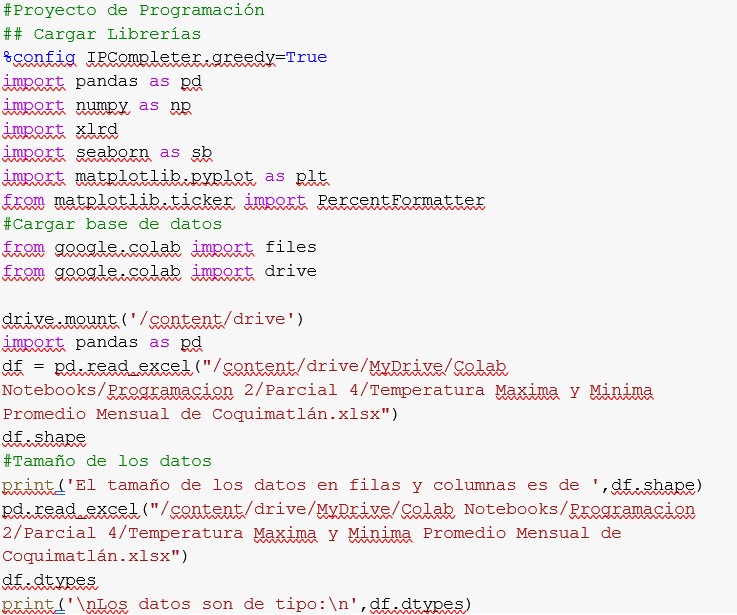 #Proyecto de Programación
## Cargar Librerías
%config IPCompleter.greedy=True
import pandas as pd
import numpy as np
import xlrd
import seaborn as sb
import matplotlib.pyplot as plt
from matplotlib.ticker import PercentFormatter
#Cargar base de datos
from google.colab import files
from google.colab import drive
drive.mount('/content/drive')
import pandas as pd
df = pd.read_excel("/content/drive/MyDrive/Colab
Notebooks/Programacion 2/Parcial 4/Temperatura Maxima y Minima
Promedio Mensual de Coquimatlán.xlsx")
df.shape
#Tamaño de los datos
print('El tamaño de los datos en filas y columnas es de ',df.shape)
pd.read_excel("/content/drive/MyDrive/Colab Notebooks/Programacion
2/Parcial 4/Temperatura Maxima y Minima Promedio Mensual de
Coquimatlán.xlsx")
df.dtypes
print('\nLos datos son de tipo:\n',df.dtypes)